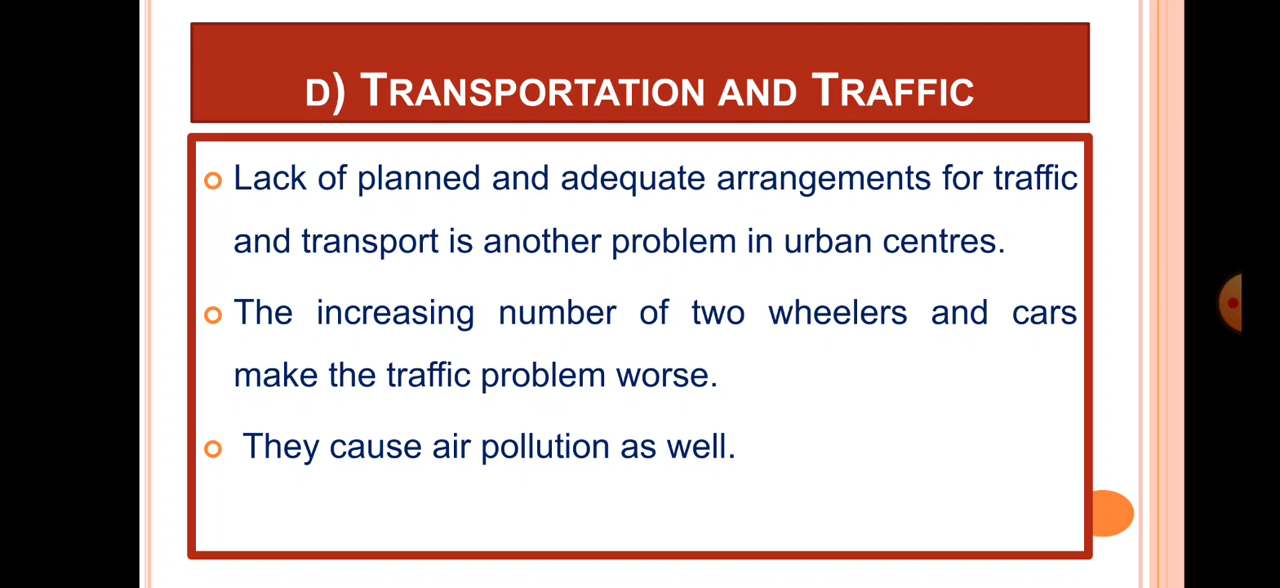 D) TRANSPORTATION AND TRAFFIC
Lack of planned and adequate arrangements for traffic
and transport is another problem in urban centres.
The increasing number of two wheelers and cars
make the traffic problem worse.
They cause air pollution as well.